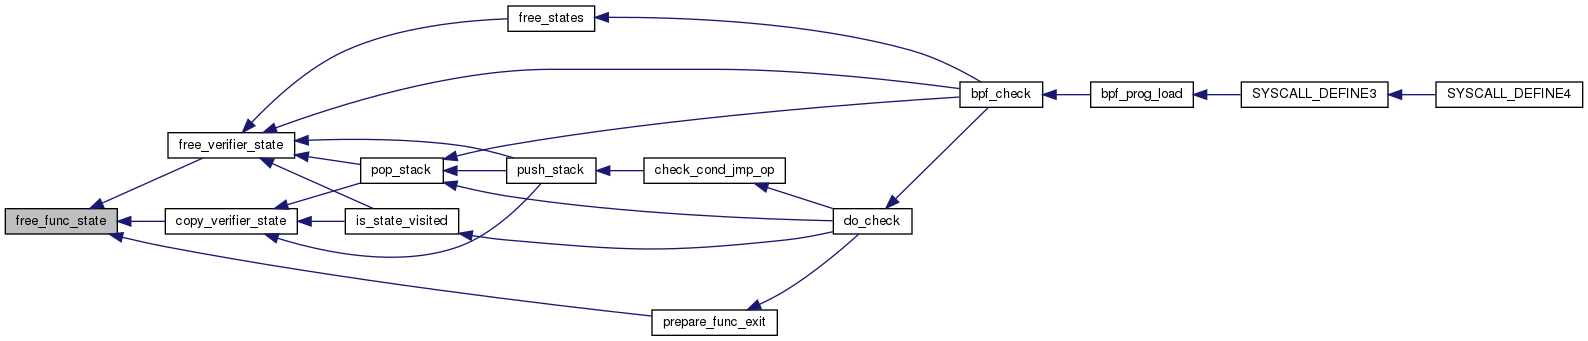 free_states
bpf_check
bpf_prog_load
SYSCALL_DEFINE3
SYSCALL_DEFINE4
free_verifier_state
pop_stack
push_stack
check_cond_jmp_op
free_func_state
copy_verifier_state
is_state_visited
do_check
prepare_func_exit